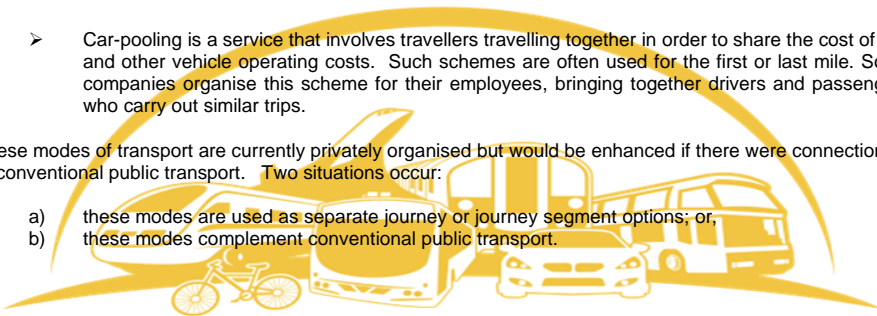 ➢ Car-pooling is a service that involves travellers travelling together in order to share the cost of
and other vehicle operating costs. Such schemes are often used for the first or last mile. So
companies organise this scheme for their employees, bringing together drivers and passeng
who carry out similar trips.
ese modes of transport are currently privately organised but would be enhanced if there were connection
conventional public transport. Two situations occur:
a) these modes are used as separate journey or journey segment options; or,
b) these modes complement conventional public transport.